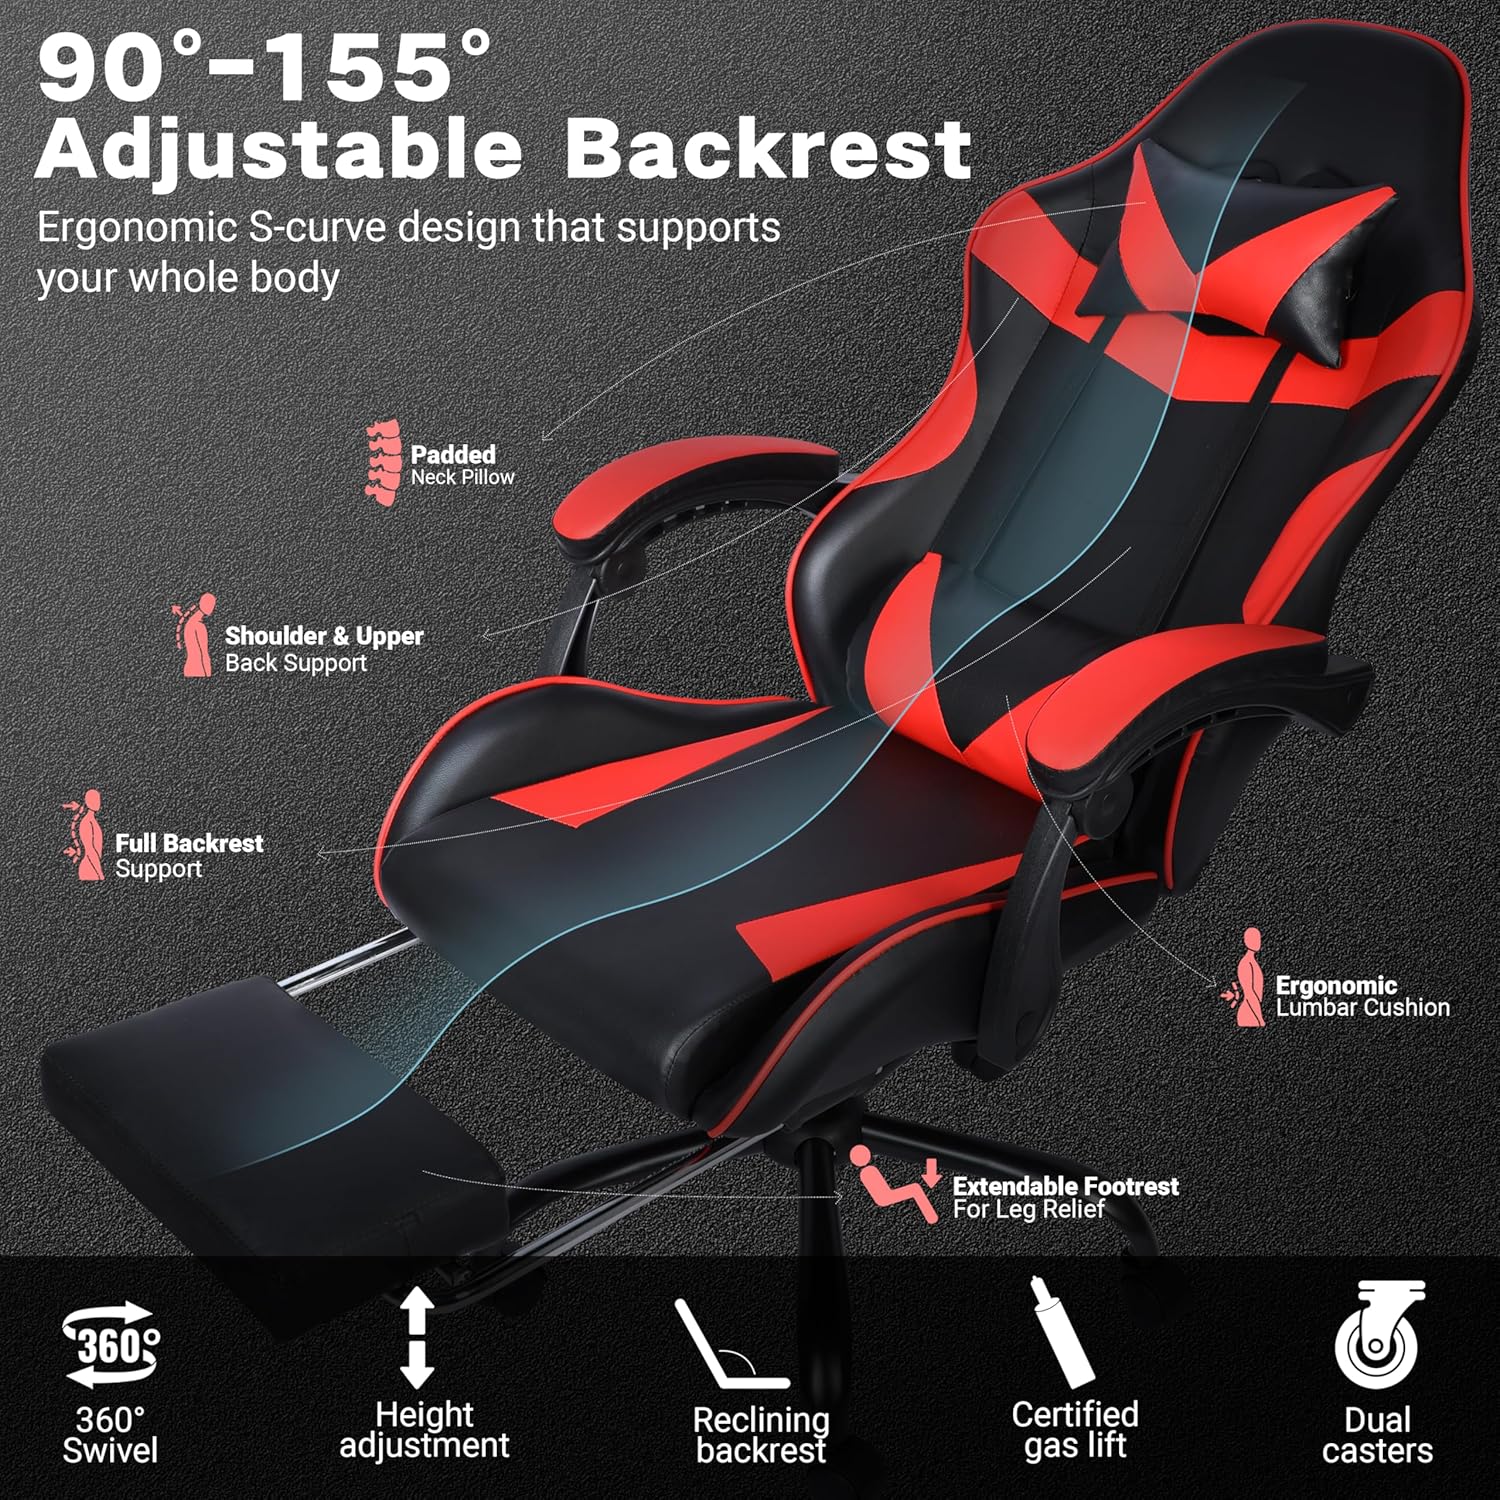 90°-155°
Adjustable Backrest
Ergonomic S-curve design that supports
your whole body
Padded
Neck Pillow
Shoulder & Upper
Back Support
Full Backrest
Support
Ergonomic
Lumbar Cushion
Extendable Footrest
For Leg Relief
360°
360°
Swivel
Height
adjustment
Reclining
backrest
Certified
gas lift
Dual
casters